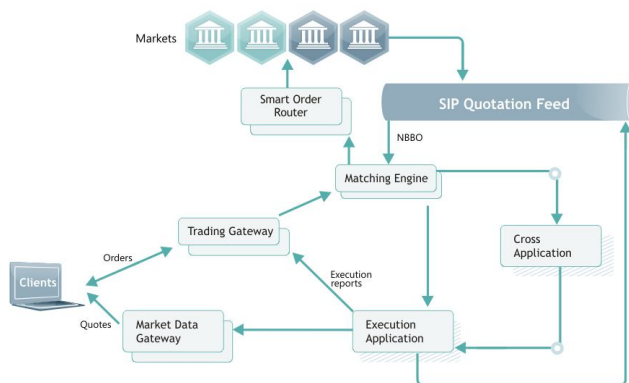 Markets
Smart Order
Router
SIP Quotation Feed
NBBO
Matching Engine
Trading Gateway
Cross
Application
Orders
Execution
reports
Clients
Quotes
Market Data
Gateway
Execution
Application